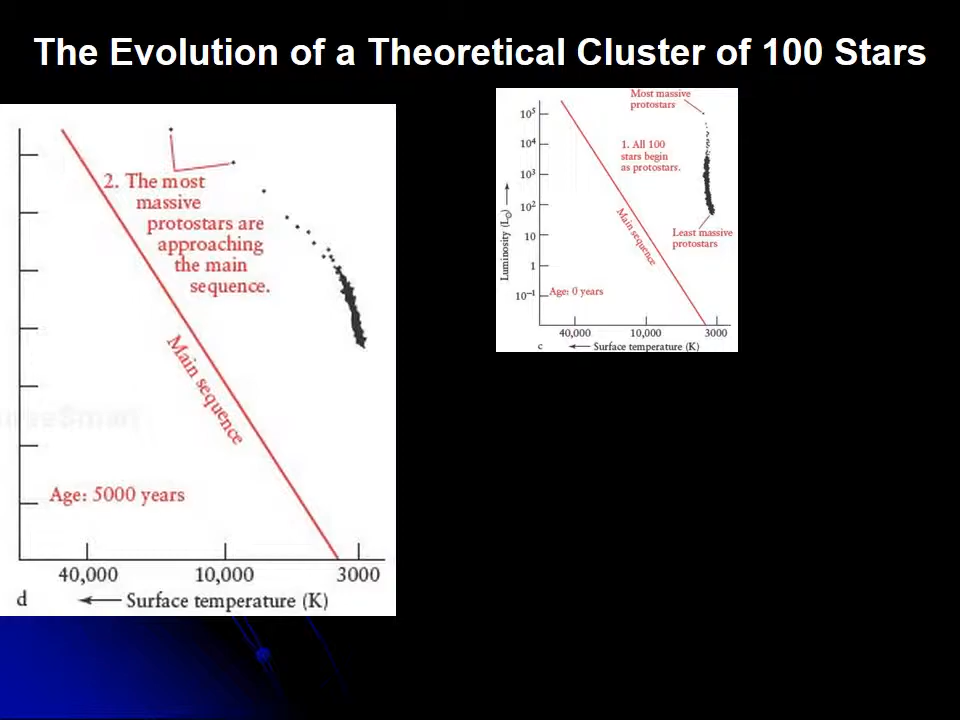 The Evolution of a Theoretical Cluster of 100 Stars
2. The most
massive
protostars are
approaching
the main
sequence.
Main sequence
Age: 5000 years
40,000 10,000 3000
d ← Surface temperature (K)
Most massive
protostars
10⁵
10⁴
10³
10²
10
1
10⁻¹
Luminosity (L⊙) →
1. All 100
stars begin
as protostars.
Main sequence
Least massive
protostars
Age: 0 years
40,000 10,000 3000
c ← Surface temperature (K)